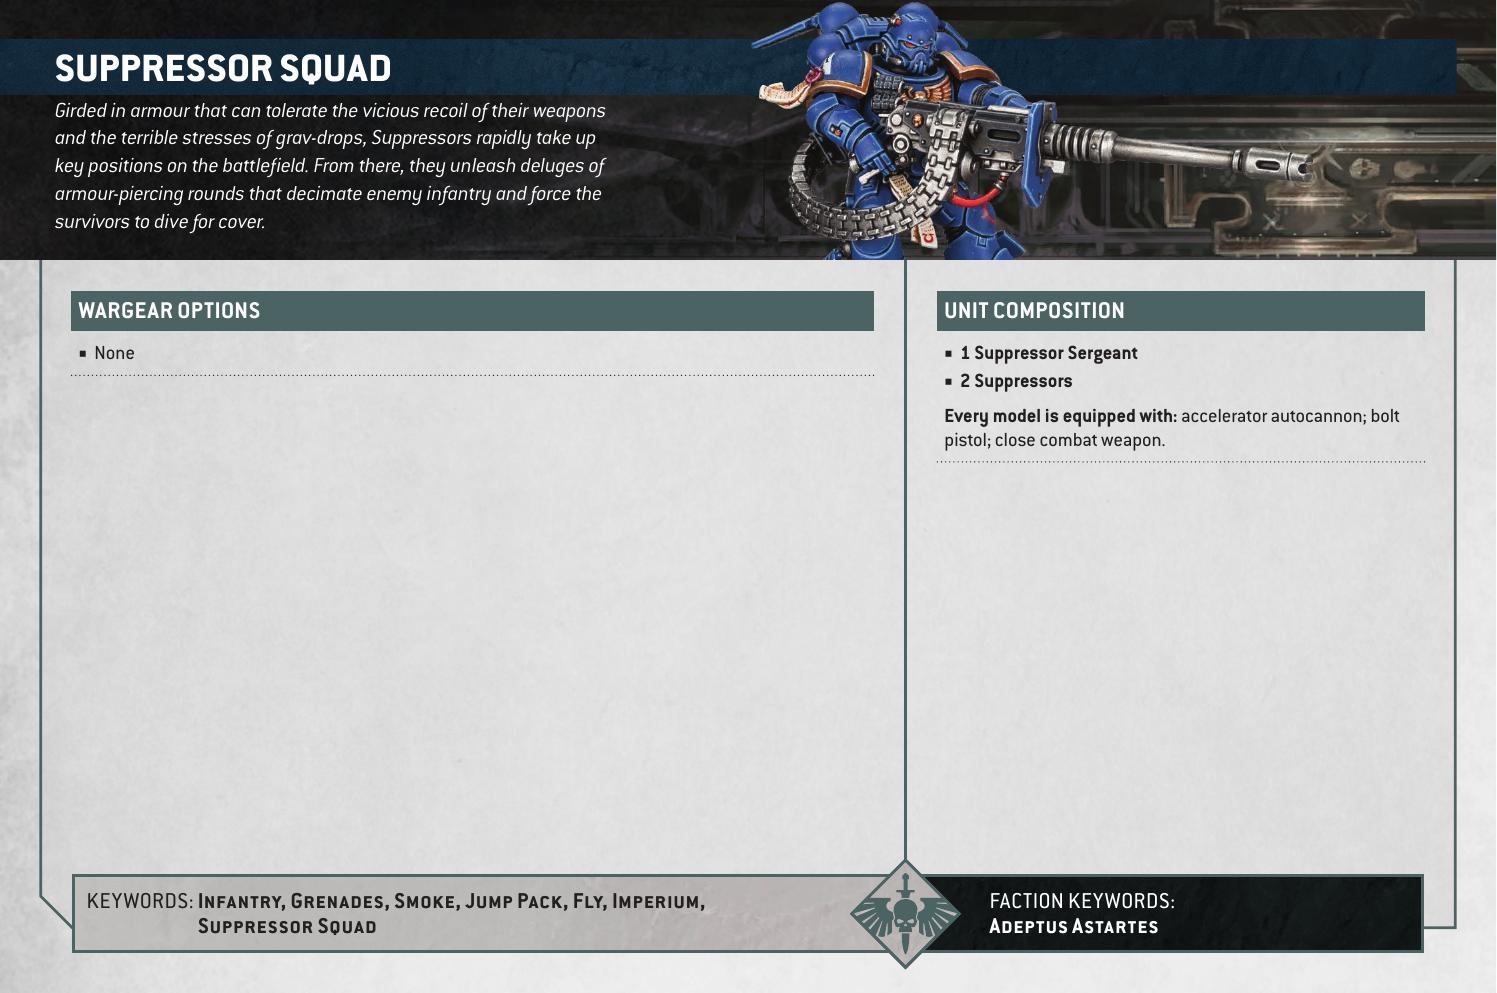 SUPPRESSOR SQUAD
Girded in armour that can tolerate the vicious recoil of their weapons
and the terrible stresses of grav-drops, Suppressors rapidly take up
key positions on the battlefield. From there, they unleash deluges of
armour-piercing rounds that decimate enemy infantry and force the
survivors to dive for cover.
WARGEAR OPTIONS
▪ None
UNIT COMPOSITION
▪ 1 Suppressor Sergeant
▪ 2 Suppressors
Every model is equipped with: accelerator autocannon; bolt
pistol; close combat weapon.
KEYWORDS: Infantry, Grenades, Smoke, Jump Pack, Fly, Imperium,
Suppressor Squad
FACTION KEYWORDS:
Adeptus Astartes